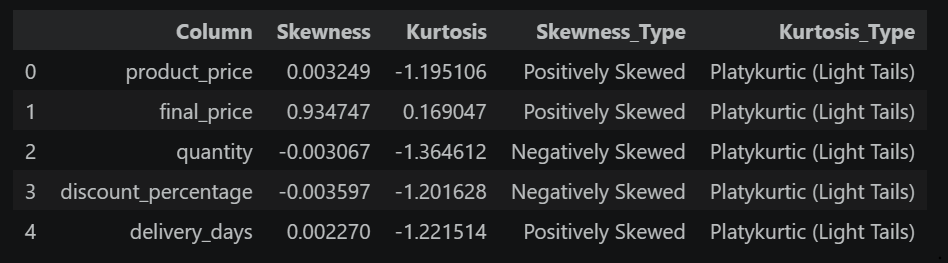 Column Skewness Kurtosis Skewness_Type Kurtosis_Type
0 product_price 0.003249 -1.195106 Positively Skewed Platykurtic (Light Tails)
1 final_price 0.934747 0.169047 Positively Skewed Platykurtic (Light Tails)
2 quantity -0.003067 -1.364612 Negatively Skewed Platykurtic (Light Tails)
3 discount_percentage -0.003597 -1.201628 Negatively Skewed Platykurtic (Light Tails)
4 delivery_days 0.002270 -1.221514 Positively Skewed Platykurtic (Light Tails)